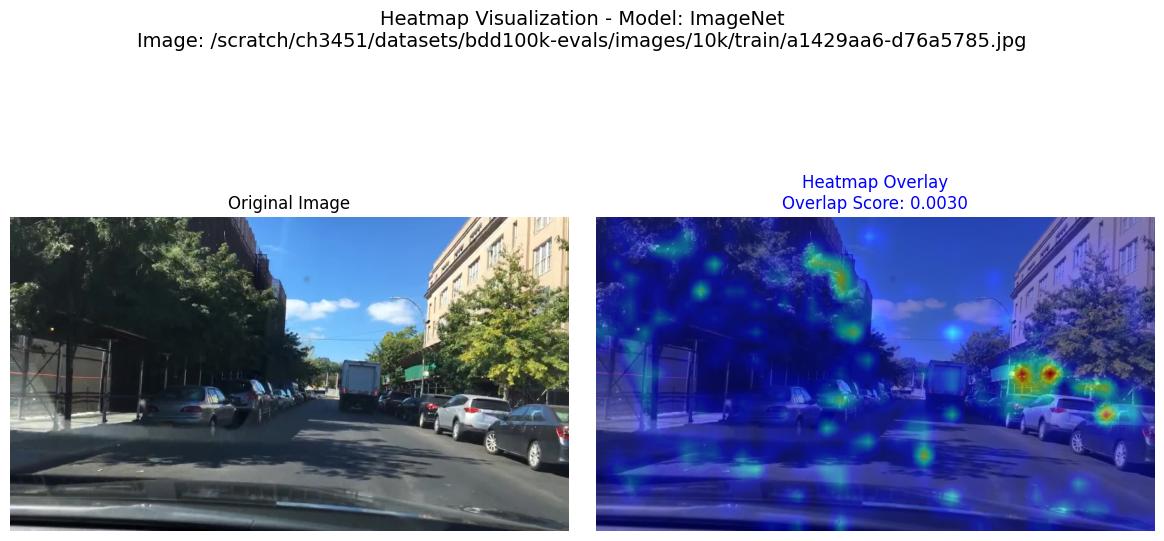 Heatmap Visualization - Model: ImageNet
Image: /scratch/ch3451/datasets/bdd100k-evals/images/10k/train/a1429aa6-d76a5785.jpg
Original Image
Heatmap Overlay
Overlap Score: 0.0030